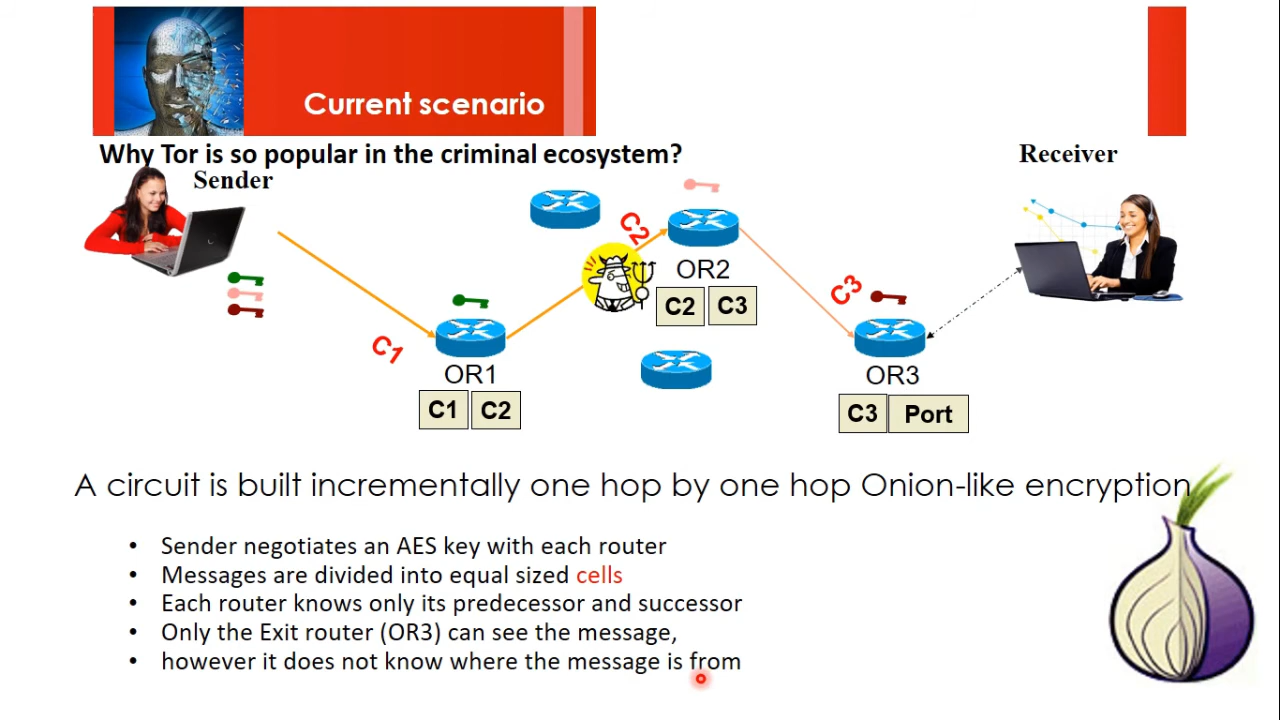 Current scenario
Why Tor is so popular in the criminal ecosystem?
Sender
Receiver
C2
OR2
C2 C3
C3
C1
OR1
C1 C2
OR3
C3 Port
A circuit is built incrementally one hop by one hop Onion-like encryption
• Sender negotiates an AES key with each router
• Messages are divided into equal sized cells
• Each router knows only its predecessor and successor
• Only the Exit router (OR3) can see the message,
• however it does not know where the message is from